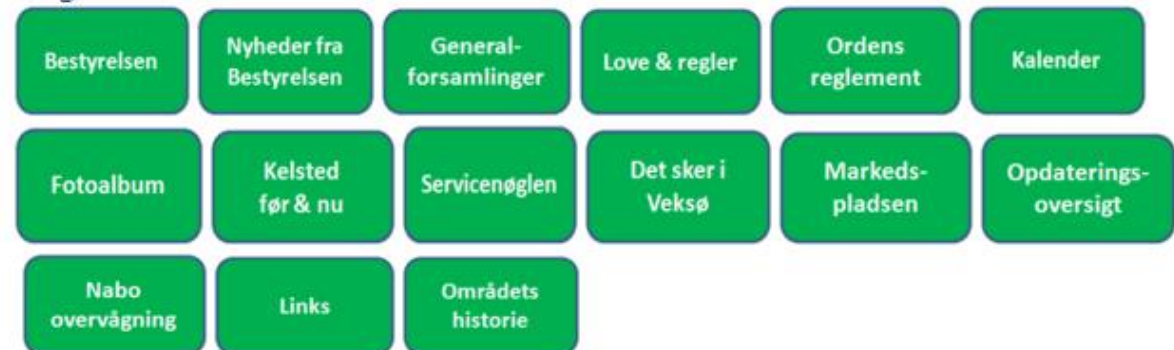 Bestyrelsen
Nyheder fra
Bestyrelsen
General-
forsamlinger
Love & regler
Ordens
reglement
Kalender
Fotoalbum
Kelsted
før & nu
Servicenøglen
Det sker i
Veksø
Markeds-
pladsen
Opdaterings-
oversigt
Nabo
overvågning
Links
Områdets
historie